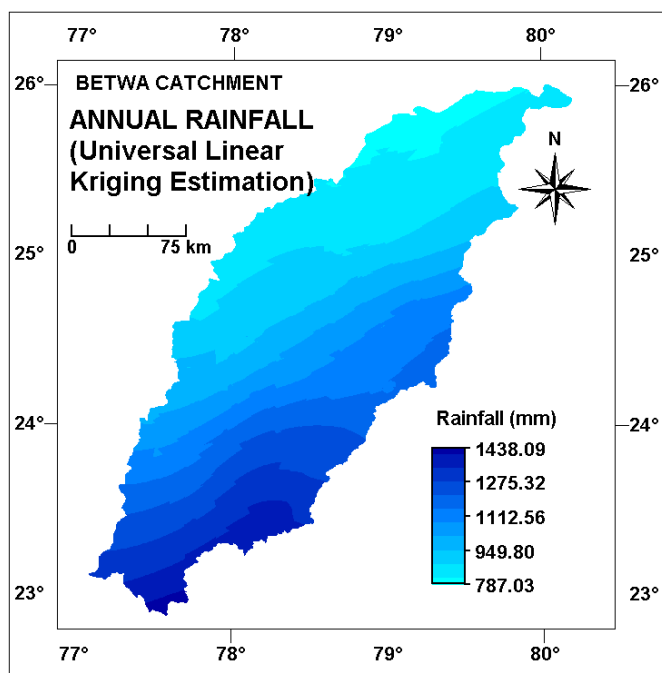 77° 78° 79° 80°
26° BETWA CATCHMENT 26°
ANNUAL RAINFALL
(Universal Linear
Kriging Estimation)
N
0 75 km
25° 25°
24° 24°
Rainfall (mm)
1438.09
1275.32
1112.56
949.80
787.03
23° 23°
77° 78° 79° 80°